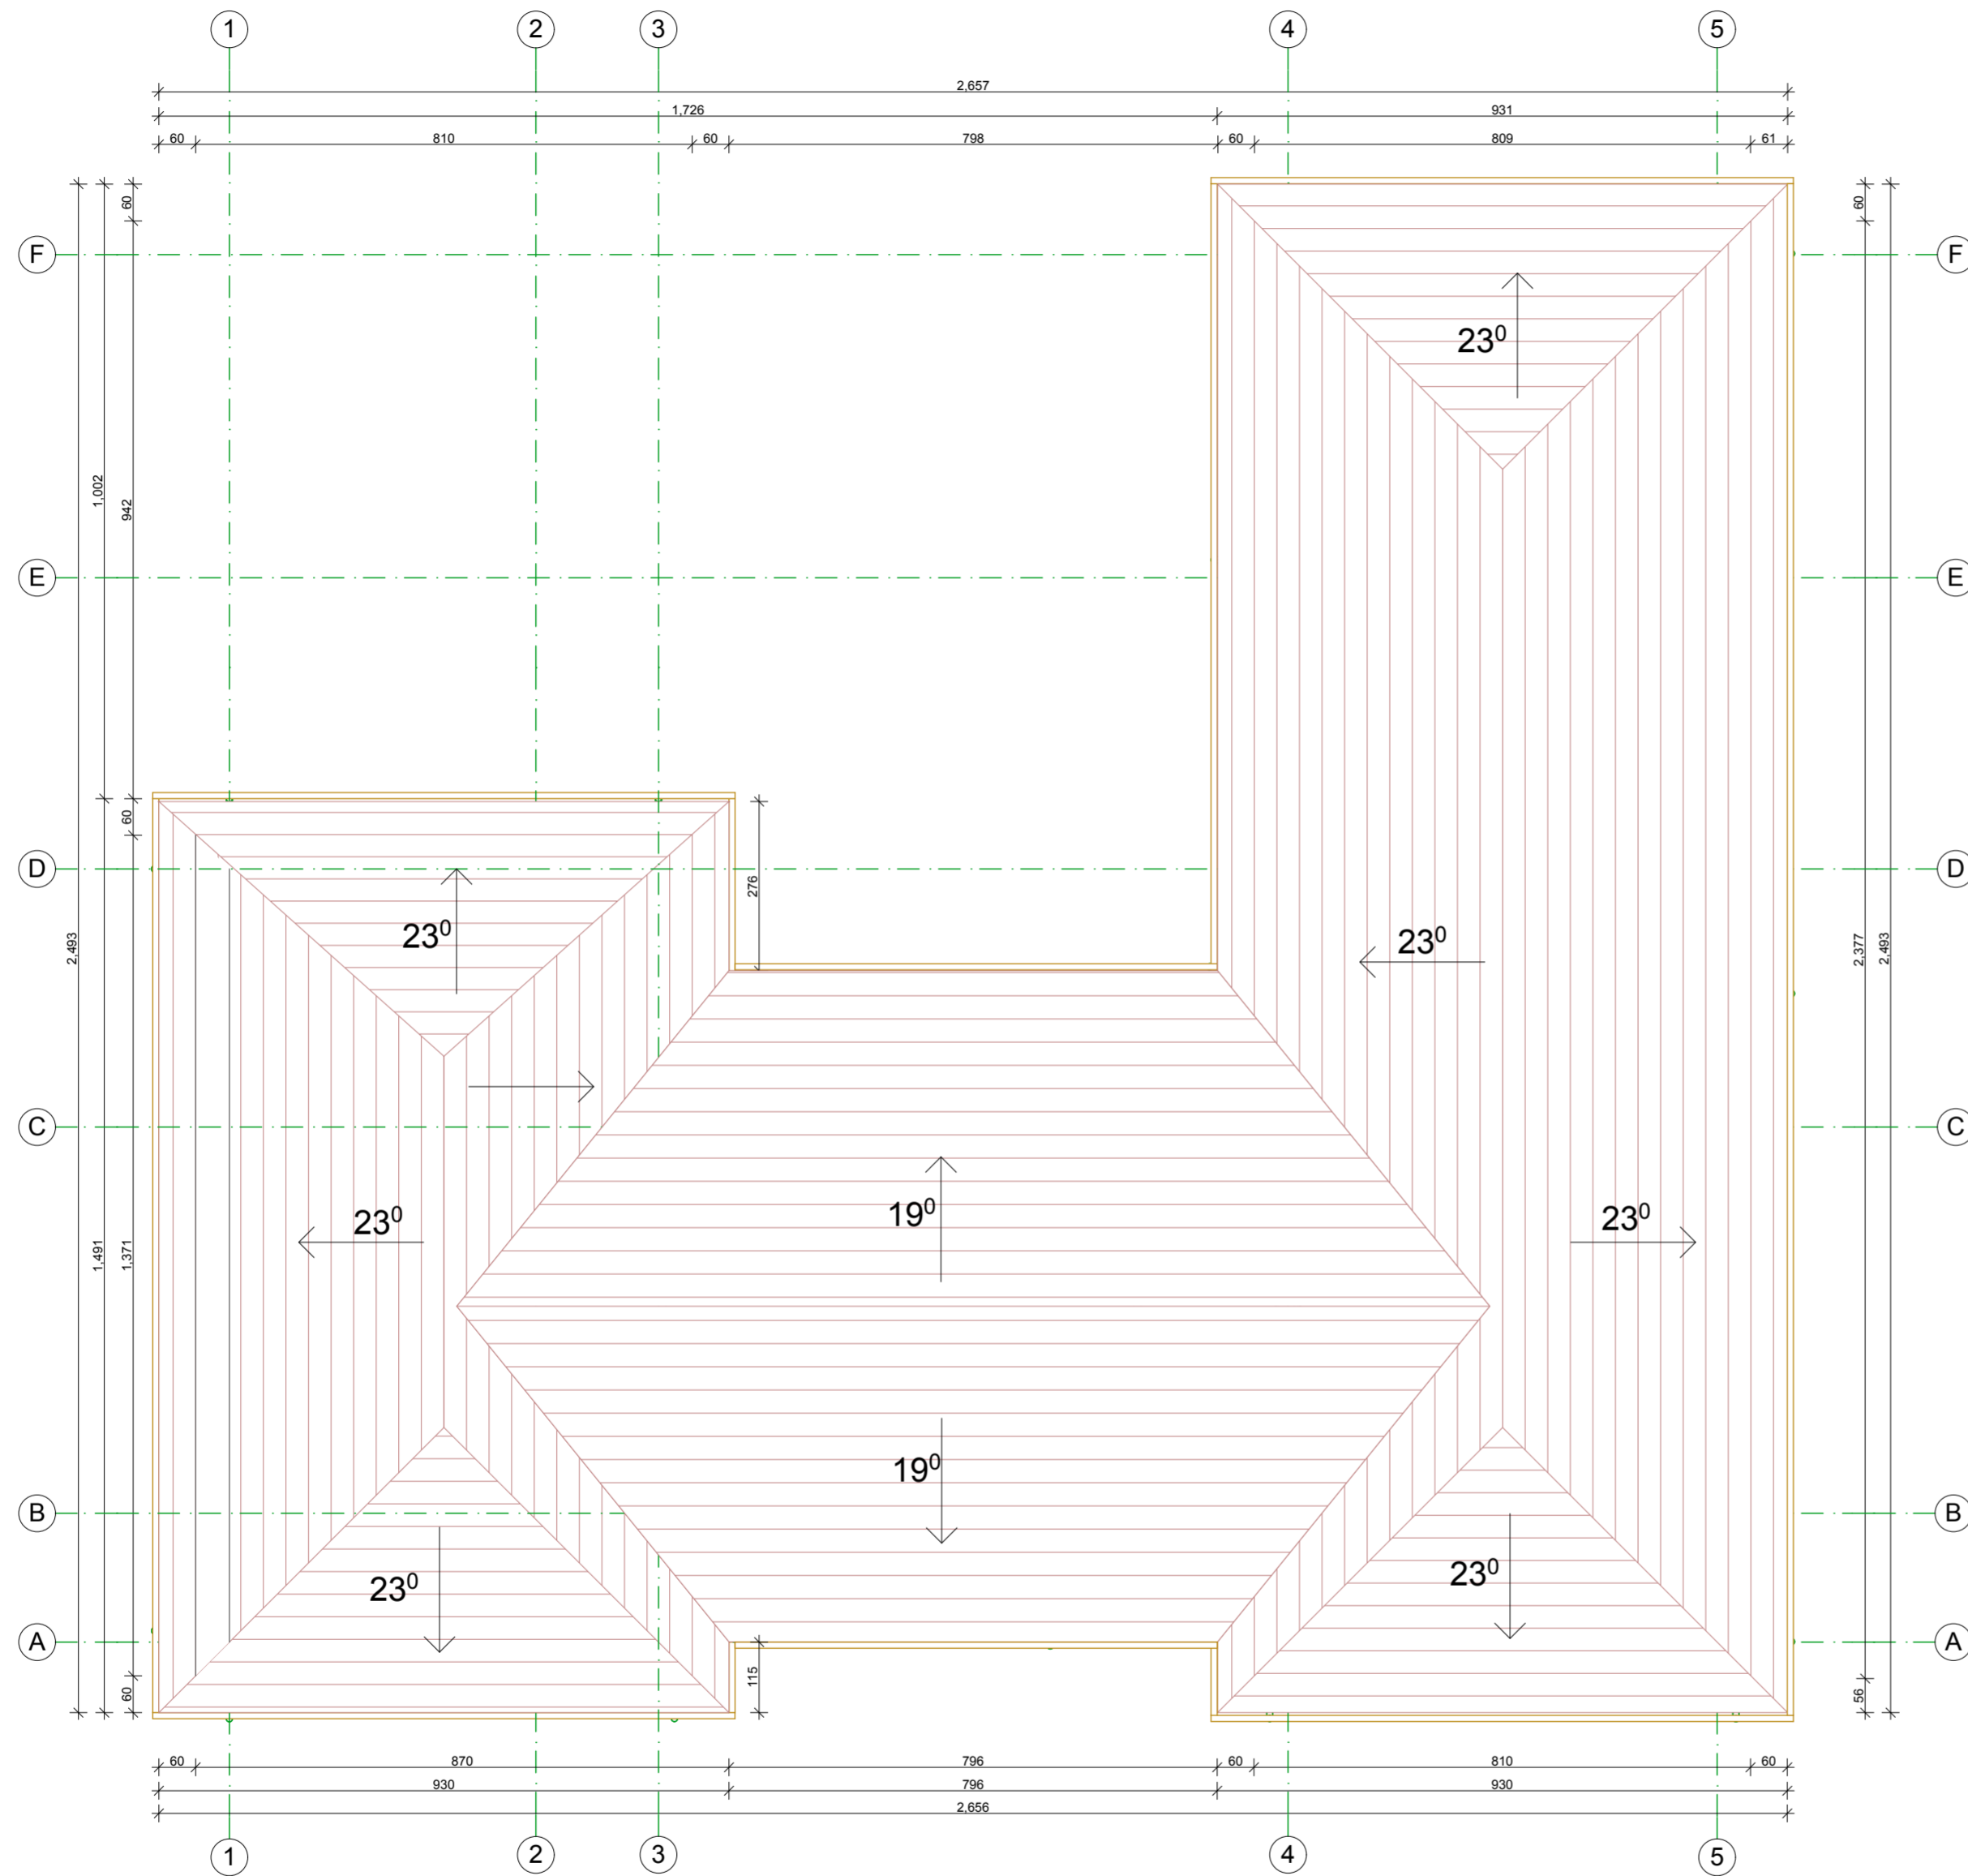 1 2 3 4 5
2,657
1,726 931
60 810 60 798 60 809 61
60 60
F F
1,002 942
23⁰
E E
60
D D
276
23⁰ 23⁰
2,493 2,377 2,493
C C
23⁰ 19⁰ 23⁰
1,491 1,371
19⁰
B B
23⁰ 23⁰
A A
60 115 56
60 870 796 60 810 60
930 796 930
2,656
1 2 3 4 5